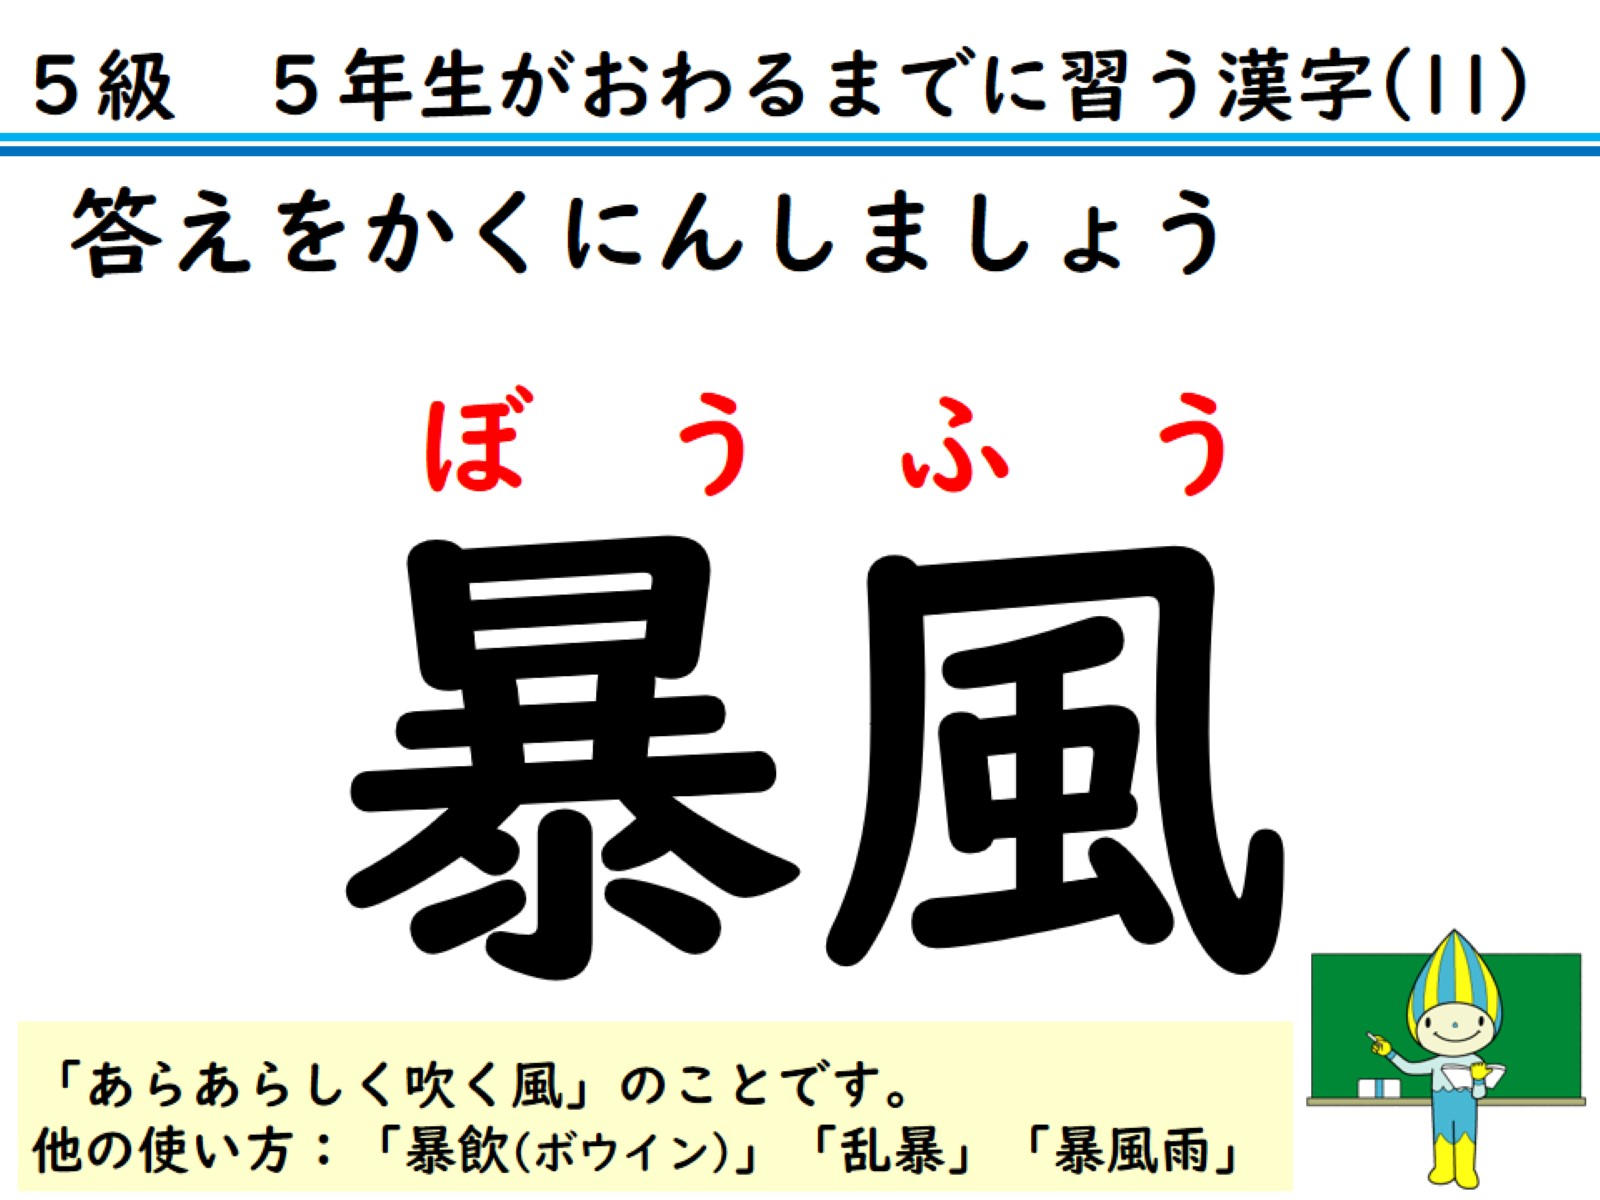 ５級　５年生がおわるまでに習う漢字(11)
答えをかくにんしましょう
ぼうふう
暴風
「あらあらしく吹く風」のことです。
他の使い方：「暴飲(ボウイン)」「乱暴」「暴風雨」